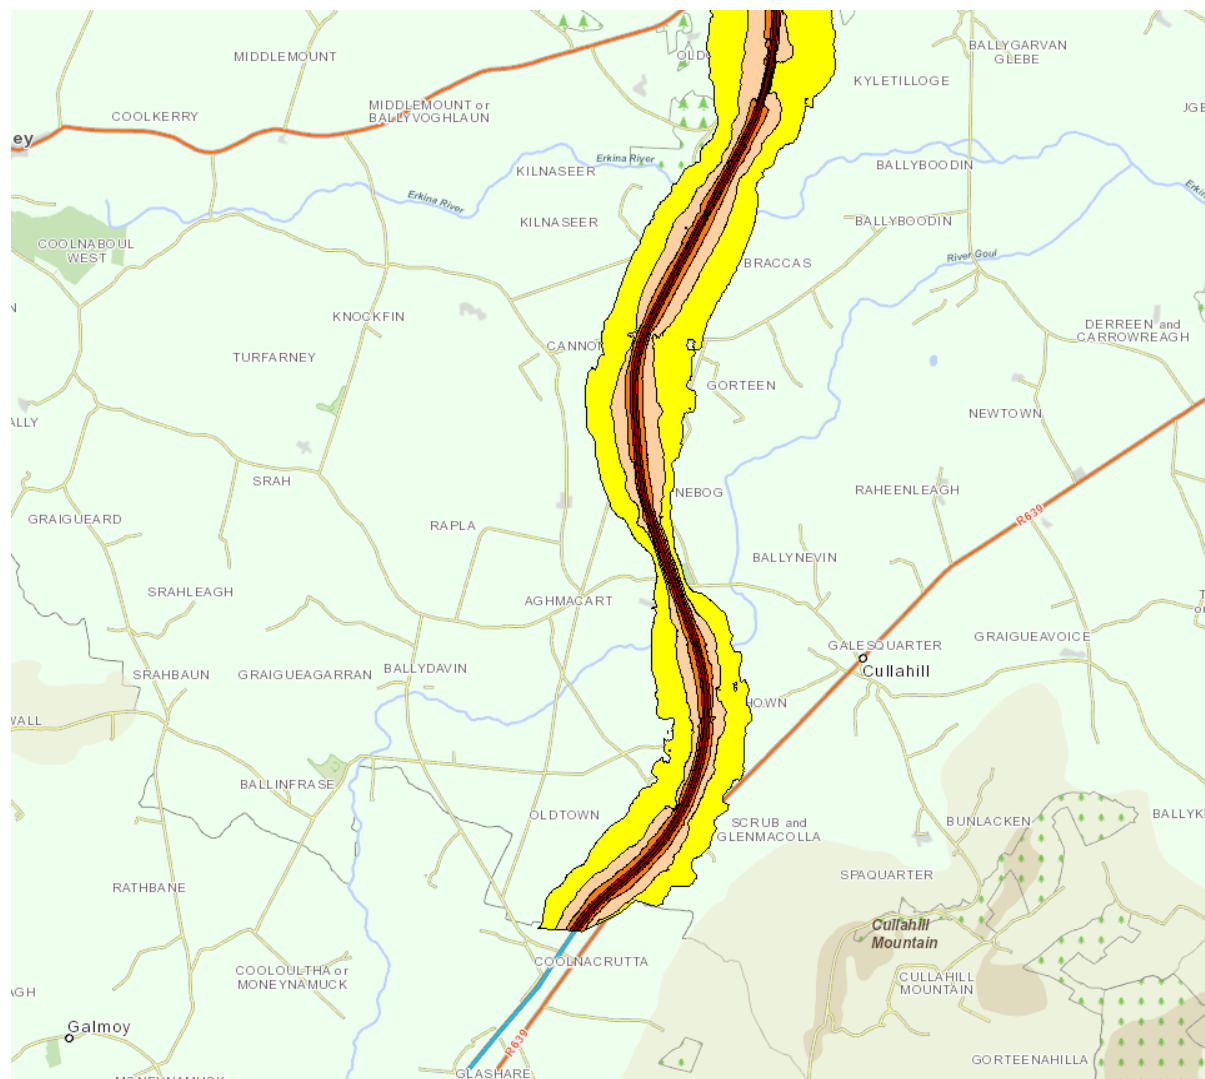 BALLYGARVAN
GLEBE
MIDDLEMOUNT
OLD
KYLETILLOGE
MIDDLEMOUNT or
BALLYVOGHLAUN
COOLKERRY
JGE
ey
Erkina River
KILNASEER
BALLYBOODIN
Erkina River
Erkin
KILNASEER
BALLYBOODIN
COOLNABOUL
WEST
River Goul
BRACCAS
N
KNOCKFIN
DERREEN and
CARROWREAGH
CANNON
TURFARNEY
GORTEEN
NEWTOWN
ALLY
SRAH
NEBOG
RAHEENLEAGH
R639
GRAIGUEARD
RAPLA
BALLYNEVIN
SRAHLEAGH
AGHMACART
T
or
GRAIGUEAVOICE
GALESQUARTER
Cullahill
SRAHBAUN
GRAIGUEAGARRAN
BALLYDAVIN
HOWN
WALL
BALLINFRASE
OLDTOWN
SCRUB and
GLENMACOLLA
BUNLACKEN
BALLYK
RATHBANE
SPAQUARTER
Cullahill
Mountain
COOLNACRUTTA
COOLOULTHA or
MONEYNAMUCK
CULLAHILL
MOUNTAIN
AGH
Galmoy
R639
GORTEENAHILLA
GLASHARE
MONEYNAMUCK